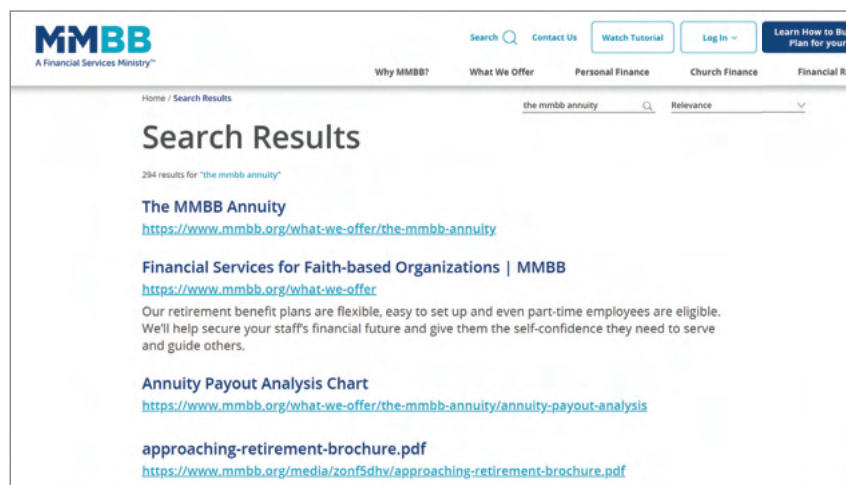 MMBB
A Financial Services Ministry™
Search
Contact Us
Watch Tutorial
Log In
Learn How to Bu
Plan for your
Why MMBB?
What We Offer
Personal Finance
Church Finance
Financial R
Home / Search Results
the mmbb annuity
Relevance
Search Results
294 results for "the mmbb annuity"
The MMBB Annuity
https://www.mmbb.org/what-we-offer/the-mmbb-annuity
Financial Services for Faith-based Organizations | MMBB
https://www.mmbb.org/what-we-offer
Our retirement benefit plans are flexible, easy to set up and even part-time employees are eligible.
We'll help secure your staff's financial future and give them the self-confidence they need to serve
and guide others.
Annuity Payout Analysis Chart
https://www.mmbb.org/what-we-offer/the-mmbb-annuity/annuity-payout-analysis
approaching-retirement-brochure.pdf
https://www.mmbb.org/media/zonf5dhv/approaching-retirement-brochure.pdf